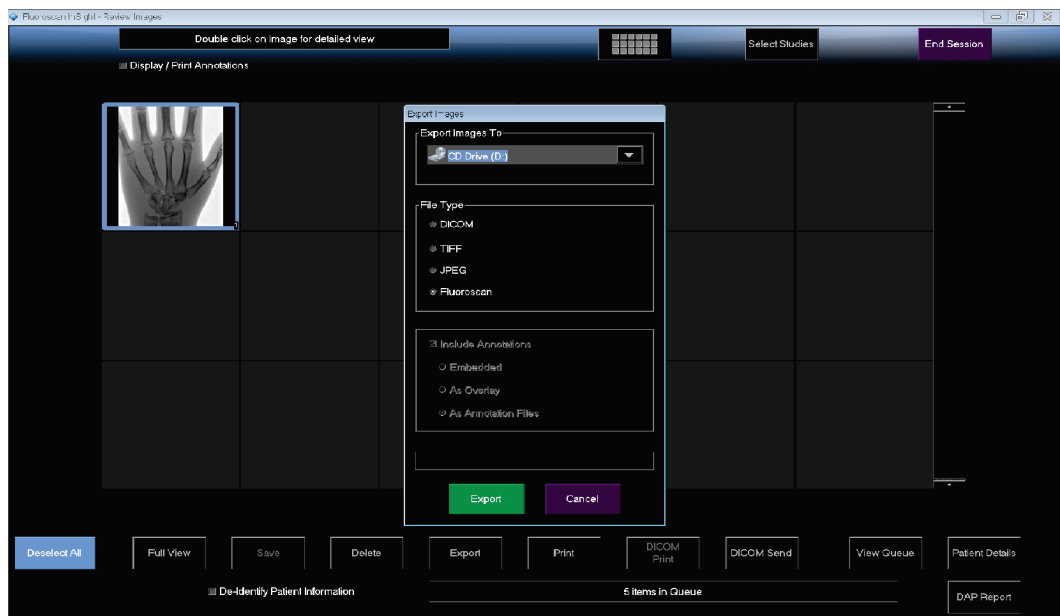 Fluoroscan InSight - Review Images
Double click on image for detailed view
Select Studies
End Session
Display / Print Annotations
Export Images
Export Images To
CD Drive (D:)
File Type
DICOM
TIFF
JPEG
Fluoroscan
Include Annotations
Embedded
As Overlay
As Annotation Files
Export
Cancel
Deselect All
Full View
Save
Delete
Export
Print
DICOM
Print
DICOM Send
View Queue
Patient Details
De-Identify Patient Information
5 items in Queue
DAP Report